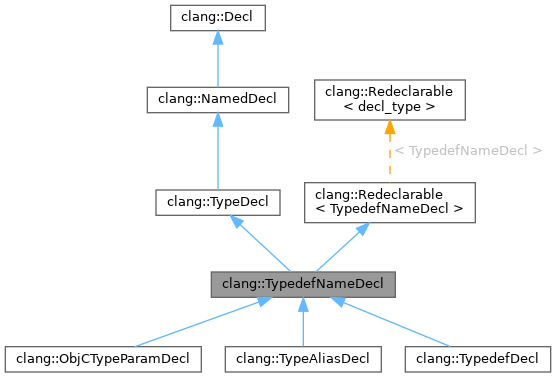 clang::Decl
clang::NamedDecl
clang::Redeclarable
< decl_type >
< TypedefNameDecl >
clang::TypeDecl
clang::Redeclarable
< TypedefNameDecl >
clang::TypedefNameDecl
clang::ObjCTypeParamDecl
clang::TypeAliasDecl
clang::TypedefDecl